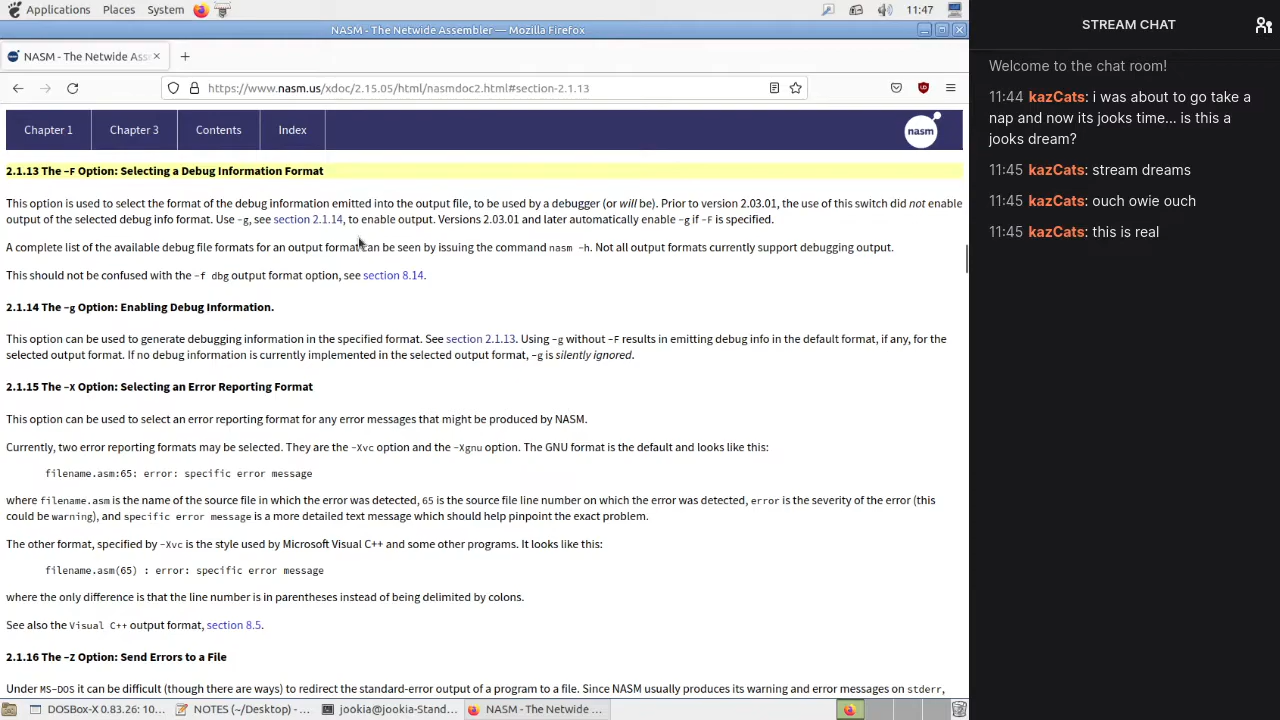 Applications Places System 11:47
NASM - The Netwide Assembler — Mozilla Firefox
NASM - The Netwide Ass
https://www.nasm.us/xdoc/2.15.05/html/nasmdoc2.html#section-2.1.13
Chapter 1 Chapter 3 Contents Index nasm
2.1.13 The -F Option: Selecting a Debug Information Format
This option is used to select the format of the debug information emitted into the output file, to be used by a debugger (or will be). Prior to version 2.03.01, the use of this switch did not enable
output of the selected debug info format. Use -g, see section 2.1.14, to enable output. Versions 2.03.01 and later automatically enable -g if -F is specified.
A complete list of the available debug file formats for an output format can be seen by issuing the command nasm -h. Not all output formats currently support debugging output.
This should not be confused with the -f dbg output format option, see section 8.14.
2.1.14 The -g Option: Enabling Debug Information.
This option can be used to generate debugging information in the specified format. See section 2.1.13. Using -g without -F results in emitting debug info in the default format, if any, for the
selected output format. If no debug information is currently implemented in the selected output format, -g is silently ignored.
2.1.15 The -X Option: Selecting an Error Reporting Format
This option can be used to select an error reporting format for any error messages that might be produced by NASM.
Currently, two error reporting formats may be selected. They are the -Xvc option and the -Xgnu option. The GNU format is the default and looks like this:
filename.asm:65: error: specific error message
where filename.asm is the name of the source file in which the error was detected, 65 is the source file line number on which the error was detected, error is the severity of the error (this
could be warning), and specific error message is a more detailed text message which should help pinpoint the exact problem.
The other format, specified by -Xvc is the style used by Microsoft Visual C++ and some other programs. It looks like this:
filename.asm(65) : error: specific error message
where the only difference is that the line number is in parentheses instead of being delimited by colons.
See also the Visual C++ output format, section 8.5.
2.1.16 The -Z Option: Send Errors to a File
Under MS-DOS it can be difficult (though there are ways) to redirect the standard-error output of a program to a file. Since NASM usually produces its warning and error messages on stderr,
DOSBox-X 0.83.26: 10... NOTES (~/Desktop) - ... jookia@jookia-Stand... NASM - The Netwide ...
STREAM CHAT
Welcome to the chat room!
11:44 kazCats: i was about to go take a
nap and now its jooks time... is this a
jooks dream?
11:45 kazCats: stream dreams
11:45 kazCats: ouch owie ouch
11:45 kazCats: this is real